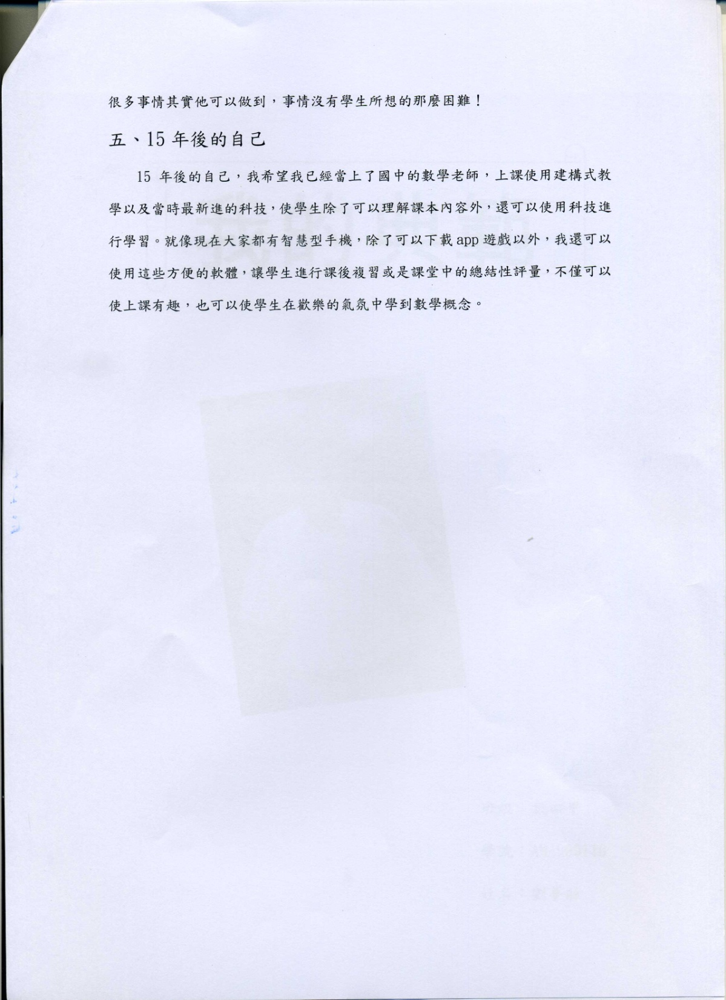 很多事情其實他可以做到，事情沒有學生所想的那麼困難！
五、15 年後的自己
15 年後的自己，我希望我已經當上了國中的數學老師，上課使用建構式教
學以及當時最新進的科技，使學生除了可以理解課本內容外，還可以使用科技進
行學習。就像現在大家都有智慧型手機，除了可以下載 app 遊戲以外，我還可以
使用這些方便的軟體，讓學生進行課後複習或是課堂中的總結性評量，不僅可以
使上課有趣，也可以使學生在歡樂的氣氛中學到數學概念。